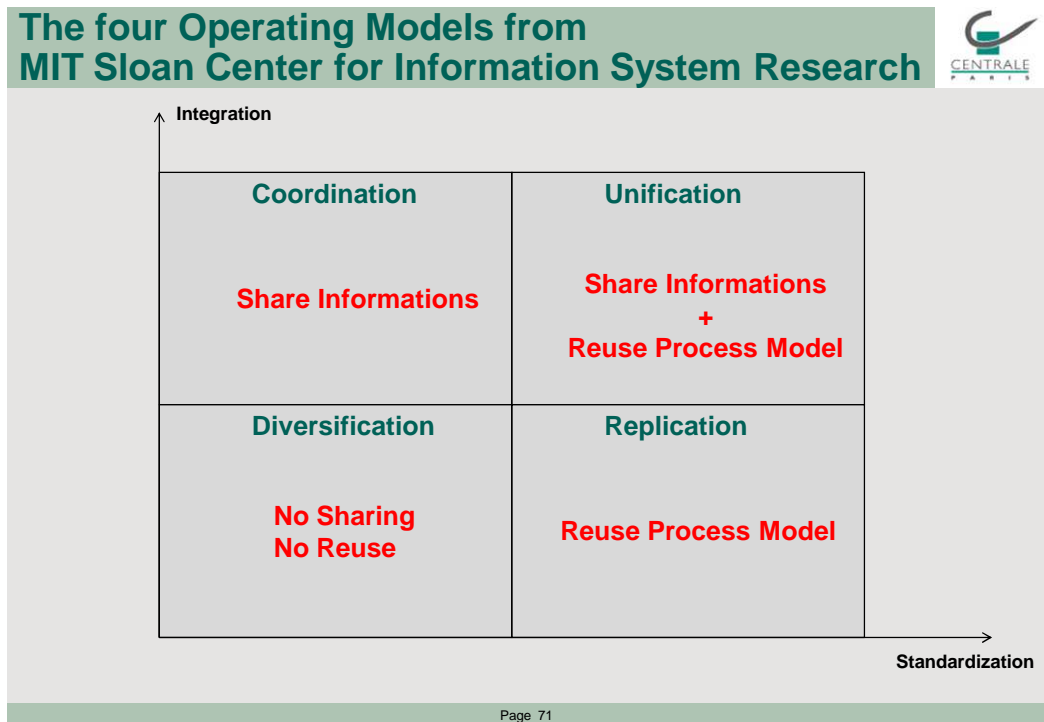 The four Operating Models from
MIT Sloan Center for Information System Research
CENTRALE
PARIS
Integration
Coordination
Unification
Share Informations
Share Informations
+
Reuse Process Model
Diversification
Replication
No Sharing
No Reuse
Reuse Process Model
Standardization
Page 71